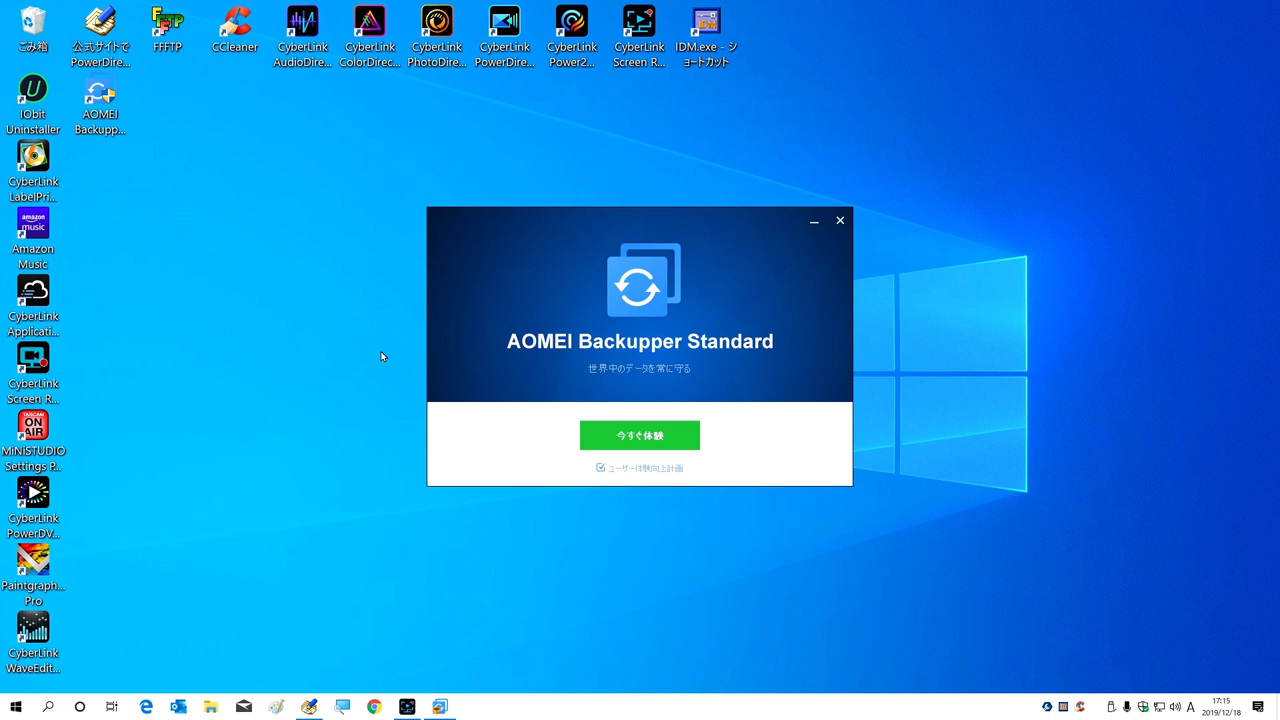 ごみ箱
公式サイトで
PowerDire...
FFFTP
CCleaner
CyberLink
AudioDire...
CyberLink
ColorDirec...
CyberLink
PhotoDire...
CyberLink
PowerDire...
CyberLink
Power2...
CyberLink
Screen R...
IDM.exe - シ
ョートカット
IObit
Uninstaller
AOMEI
Backupp...
CyberLink
LabelPri...
amazon
music
Amazon
Music
CyberLink
Applicati...
CyberLink
Screen R...
TASCAM
ON
AIR
MiNiSTUDIO
Settings P...
CyberLink
PowerDV...
Paintgraph...
Pro
CyberLink
WaveEdit...
AOMEI Backupper Standard
世界中のデータを常に守る
今すぐ体験
ユーザー体験向上計画
A
17:15
2019/12/18